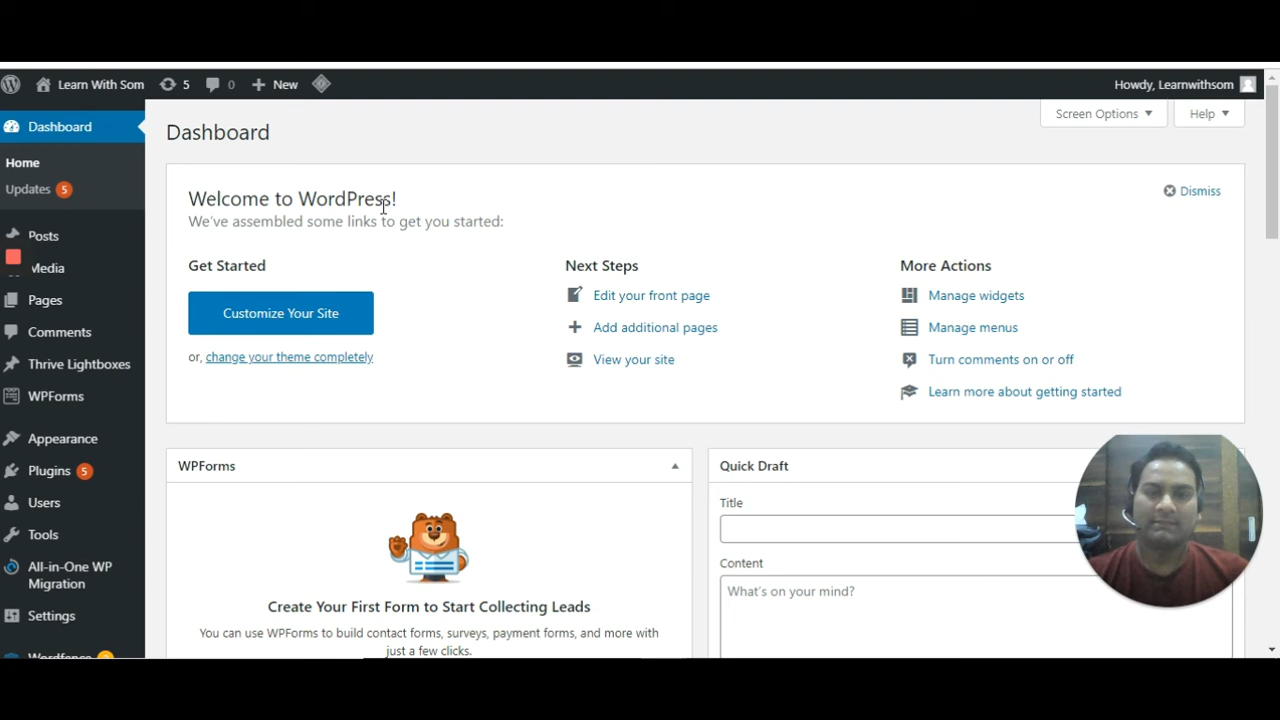 Learn With Som 5 0 New Howdy, Learnwithsom
Dashboard
Home
Updates 5
Posts
Media
Pages
Comments
Thrive Lightboxes
WPForms
Appearance
Plugins 5
Users
Tools
All-in-One WP
Migration
Settings
Wordfence
Screen Options Help
Dashboard
Welcome to WordPress!
Dismiss
We've assembled some links to get you started:
Get Started
Customize Your Site
or, change your theme completely
Next Steps
Edit your front page
Add additional pages
View your site
More Actions
Manage widgets
Manage menus
Turn comments on or off
Learn more about getting started
WPForms
Create Your First Form to Start Collecting Leads
You can use WPForms to build contact forms, surveys, payment forms, and more with
just a few clicks.
Quick Draft
Title
Content
What's on your mind?